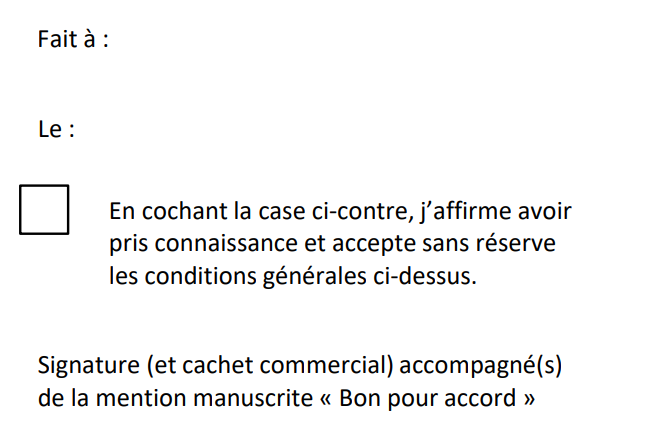 Fait à :
Le :
En cochant la case ci-contre, j’affirme avoir
pris connaissance et accepte sans réserve
les conditions générales ci-dessus.
Signature (et cachet commercial) accompagné(s)
de la mention manuscrite « Bon pour accord »